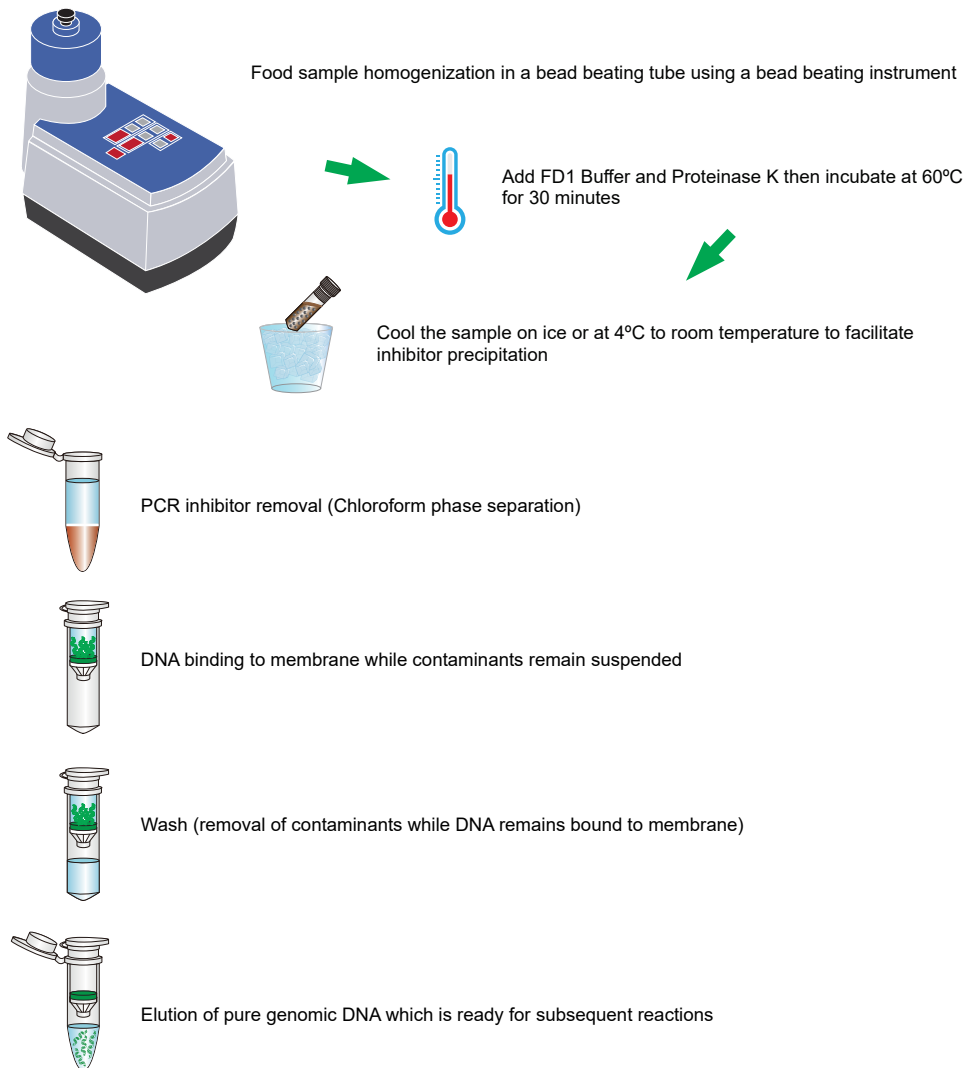 Food sample homogenization in a bead beating tube using a bead beating instrument
Add FD1 Buffer and Proteinase K then incubate at 60ºC
for 30 minutes
Cool the sample on ice or at 4ºC to room temperature to facilitate
inhibitor precipitation
PCR inhibitor removal (Chloroform phase separation)
DNA binding to membrane while contaminants remain suspended
Wash (removal of contaminants while DNA remains bound to membrane)
Elution of pure genomic DNA which is ready for subsequent reactions